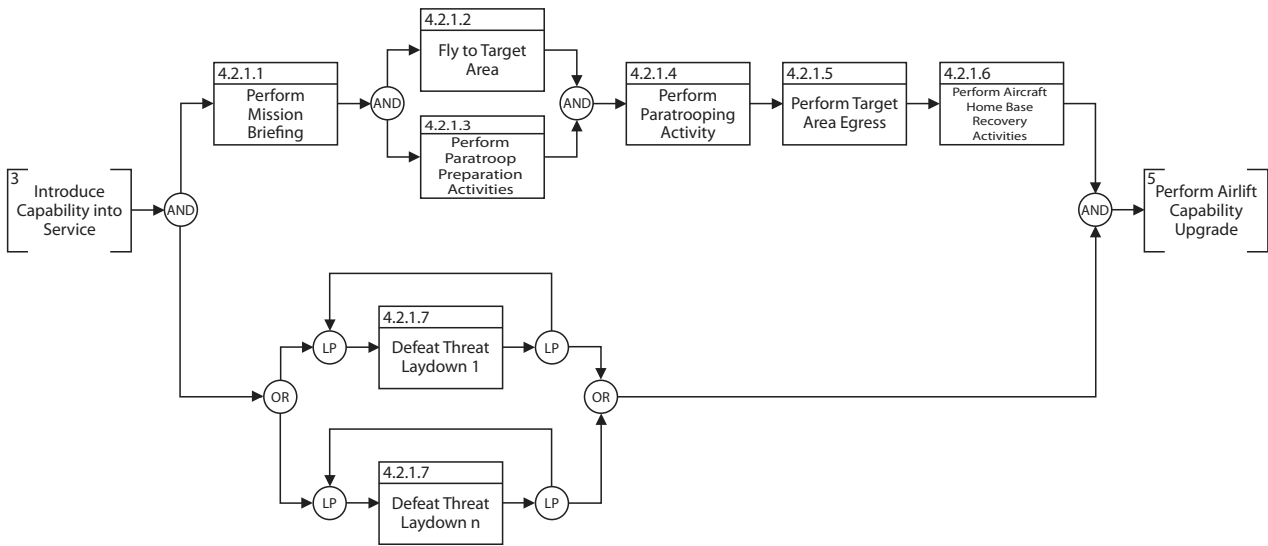 4.2.1.2
Fly to Target
Area
4.2.1.1
Perform
Mission
Briefing
AND
4.2.1.3
Perform
Paratroop
Preparation
Activities
AND
4.2.1.4
Perform
Paratrooping
Activity
4.2.1.5
Perform Target
Area Egress
4.2.1.6
Perform Aircraft
Home Base
Recovery
Activities
3
Introduce
Capability into
Service
AND
AND
5
Perform Airlift
Capability
Upgrade
LP
4.2.1.7
Defeat Threat
Laydown 1
LP
OR
OR
LP
4.2.1.7
Defeat Threat
Laydown n
LP